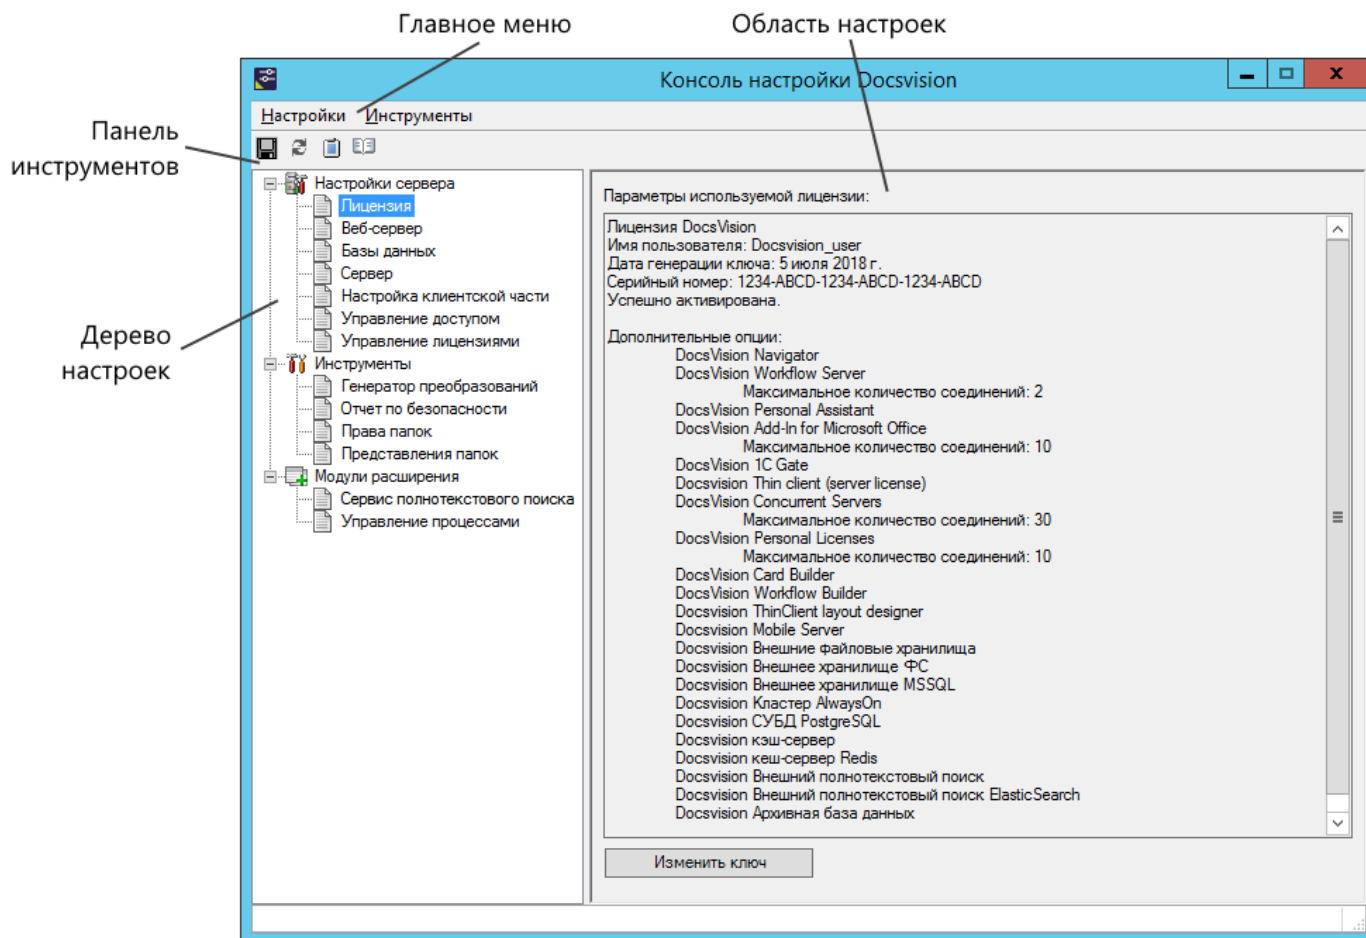 Главное меню
Область настроек
Консоль настройки Docsvision
Настройки Инструменты
Панель
инструментов
Дерево
настроек
Настройки сервера
Лицензия
Веб-сервер
Базы данных
Сервер
Настройка клиентской части
Управление доступом
Управление лицензиями
Инструменты
Генератор преобразований
Отчет по безопасности
Права папок
Представления папок
Модули расширения
Сервис полнотекстового поиска
Управление процессами
Параметры используемой лицензии:
Лицензия DocsVision
Имя пользователя: Docsvision_user
Дата генерации ключа: 5 июля 2018 г.
Серийный номер: 1234-ABCD-1234-ABCD-1234-ABCD
Успешно активирована.
Дополнительные опции:
DocsVision Navigator
DocsVision Workflow Server
Максимальное количество соединений: 2
DocsVision Personal Assistant
DocsVision Add-In for Microsoft Office
Максимальное количество соединений: 10
DocsVision 1C Gate
Docsvision Thin client (server license)
DocsVision Concurrent Servers
Максимальное количество соединений: 30
DocsVision Personal Licenses
Максимальное количество соединений: 10
DocsVision Card Builder
DocsVision Workflow Builder
Docsvision ThinClient layout designer
Docsvision Mobile Server
Docsvision Внешние файловые хранилища
Docsvision Внешнее хранилище ФС
Docsvision Внешнее хранилище MSSQL
Docsvision Кластер AlwaysOn
Docsvision СУБД PostgreSQL
Docsvision кэш-сервер
Docsvision кеш-сервер Redis
Docsvision Внешний полнотекстовый поиск
Docsvision Внешний полнотекстовый поиск ElasticSearch
Docsvision Архивная база данных
Изменить ключ